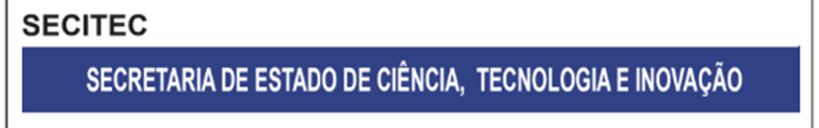 SECITEC
SECRETARIA DE ESTADO DE CIÊNCIA, TECNOLOGIA E INOVAÇÃO